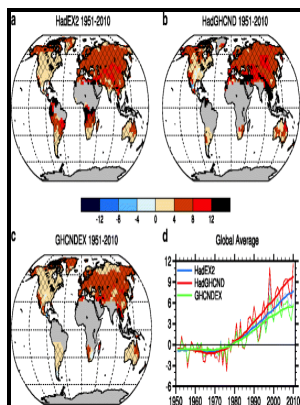 a
HadEX2 1951-2010
b
HadGHCND 1951-2010
-12 -8 -4 0 4 8 12
c
GHCNDEX 1951-2010
d
Global Average
12
9
6
3
0
-3
-6
HadEX2
HadGHCND
GHCNDEX
1950 1960 1970 1980 1990 2000 2010